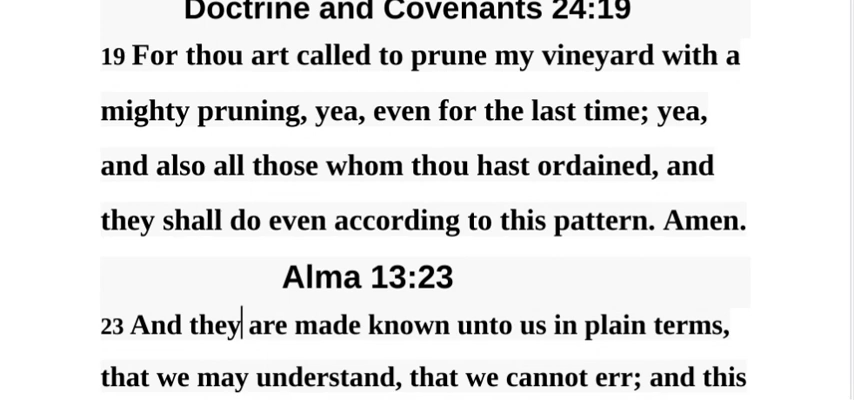 Doctrine and Covenants 24:19
19 For thou art called to prune my vineyard with a
mighty pruning, yea, even for the last time; yea,
and also all those whom thou hast ordained, and
they shall do even according to this pattern. Amen.
Alma 13:23
23 And they are made known unto us in plain terms,
that we may understand, that we cannot err; and this